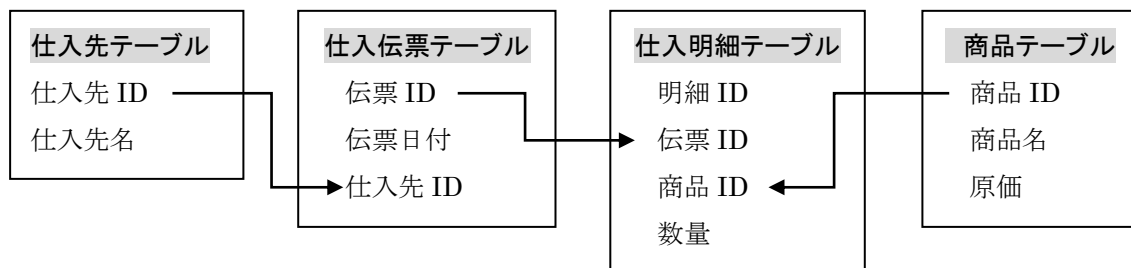 仕入先テーブル
仕入先 ID
仕入先名
仕入伝票テーブル
伝票 ID
伝票日付
仕入先 ID
仕入明細テーブル
明細 ID
伝票 ID
商品 ID
数量
商品テーブル
商品 ID
商品名
原価